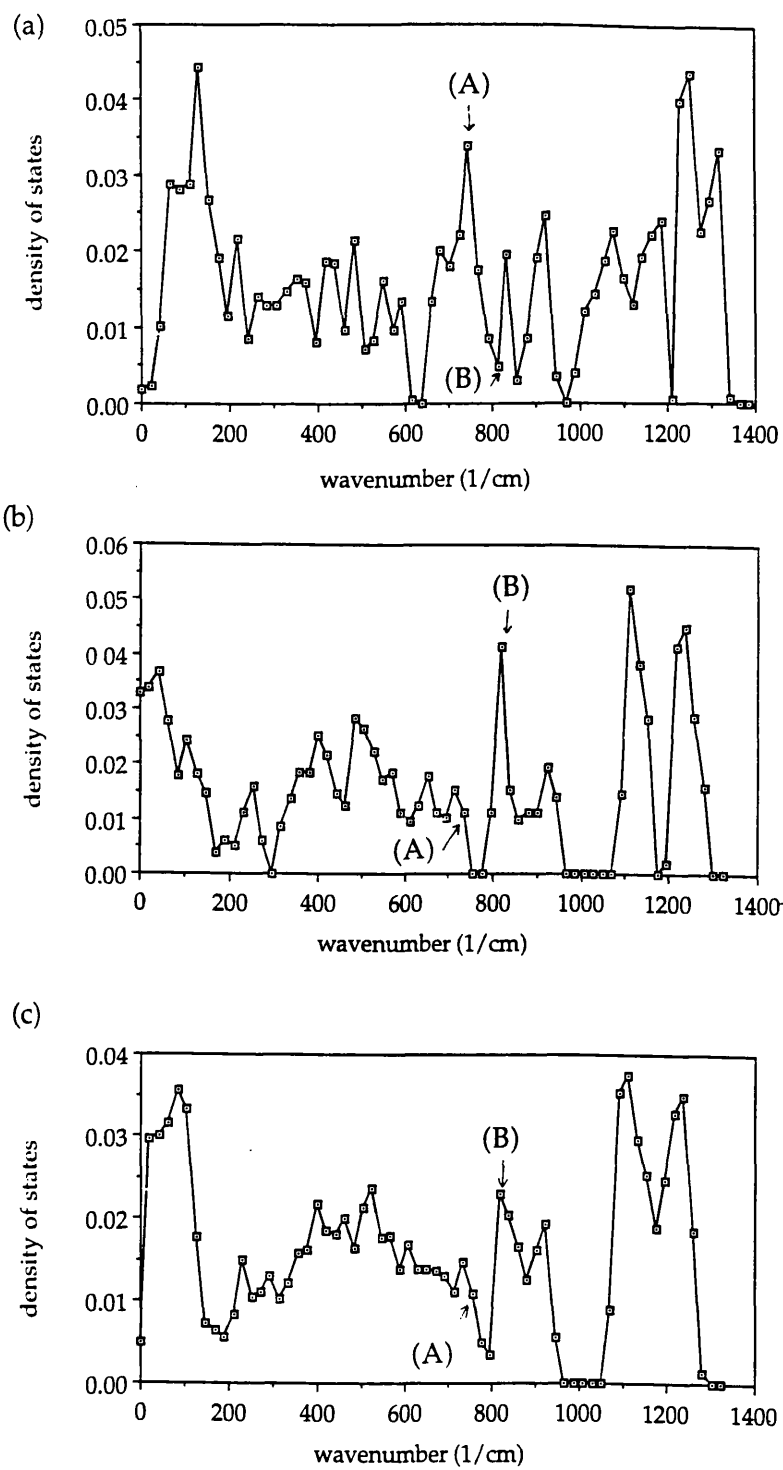 (a)
0.05
0.04
0.03
0.02
0.01
0.00
density of states
(A)
(B)
0 200 400 600 800 1000 1200 1400
wavenumber (1/cm)
(b)
0.06
0.05
0 04
0.03
0.02
0.01
0.00
density of states
(B)
(A)
0 200 400 600 800 1000 1200 1400
wavenumber (1/cm)
(c)
0.04
0.03
0.02
0.01
0.00
density of states
(B)
(A)
0 200 400 600 800 1000 1200 1400
wavenumber (1/cm)